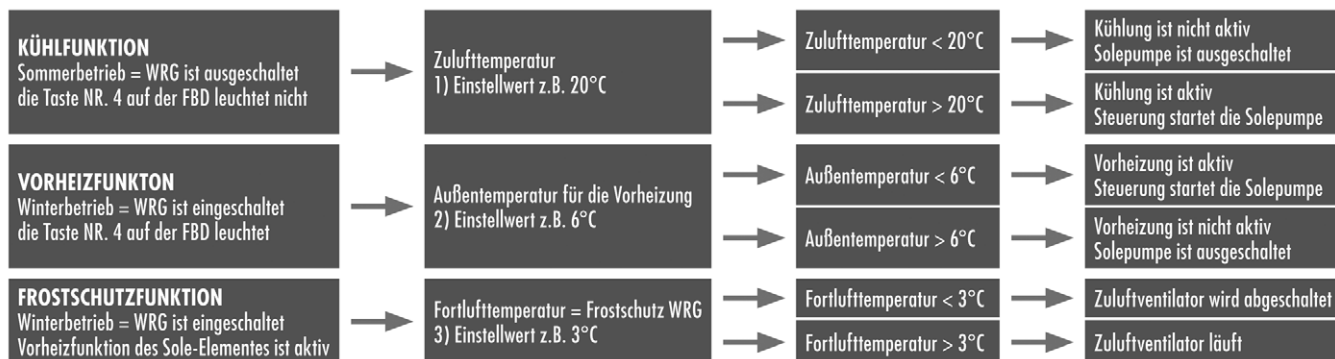 KÜHLFUNKTION
Sommerbetrieb = WRG ist ausgeschaltet
die Taste NR. 4 auf der FBD leuchtet nicht
Zulufttemperatur
1) Einstellwert z.B. 20°C
Zulufttemperatur < 20°C
Kühlung ist nicht aktiv
Solepumpe ist ausgeschaltet
Zulufttemperatur > 20°C
Kühlung ist aktiv
Steuerung startet die Solepumpe
VORHEIZFUNKTON
Winterbetrieb = WRG ist eingeschaltet
die Taste NR. 4 auf der FBD leuchtet
Außentemperatur für die Vorheizung
2) Einstellwert z.B. 6°C
Außentemperatur < 6°C
Vorheizung ist aktiv
Steuerung startet die Solepumpe
Außentemperatur > 6°C
Vorheizung ist nicht aktiv
Solepumpe ist ausgeschaltet
FROSTSCHUTZFUNKTION
Winterbetrieb = WRG ist eingeschaltet
Vorheizfunktion des Sole-Elementes ist aktiv
Fortlufttemperatur = Frostschutz WRG
3) Einstellwert z.B. 3°C
Fortlufttemperatur < 3°C
Zuluftventilator wird abgeschaltet
Fortlufttemperatur > 3°C
Zuluftventilator läuft